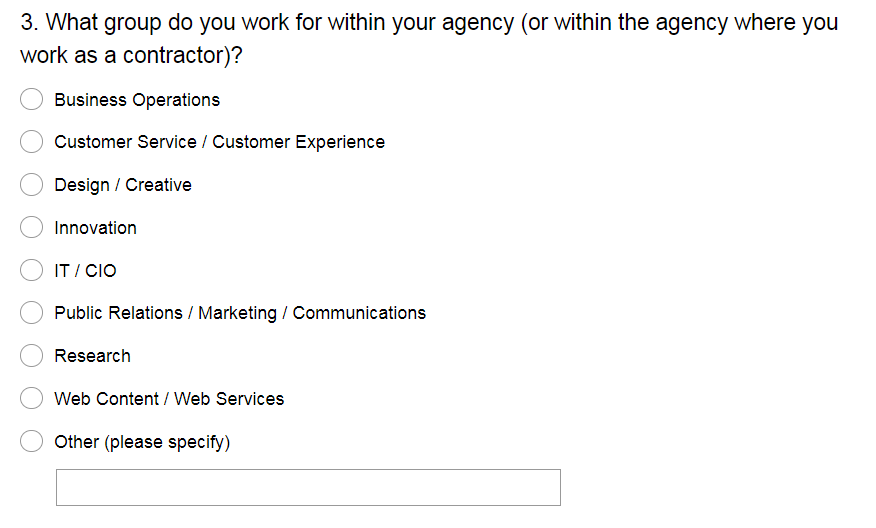 3. What group do you work for within your agency (or within the agency where you
work as a contractor)?
Business Operations
Customer Service / Customer Experience
Design / Creative
Innovation
IT / CIO
Public Relations / Marketing / Communications
Research
Web Content / Web Services
Other (please specify)